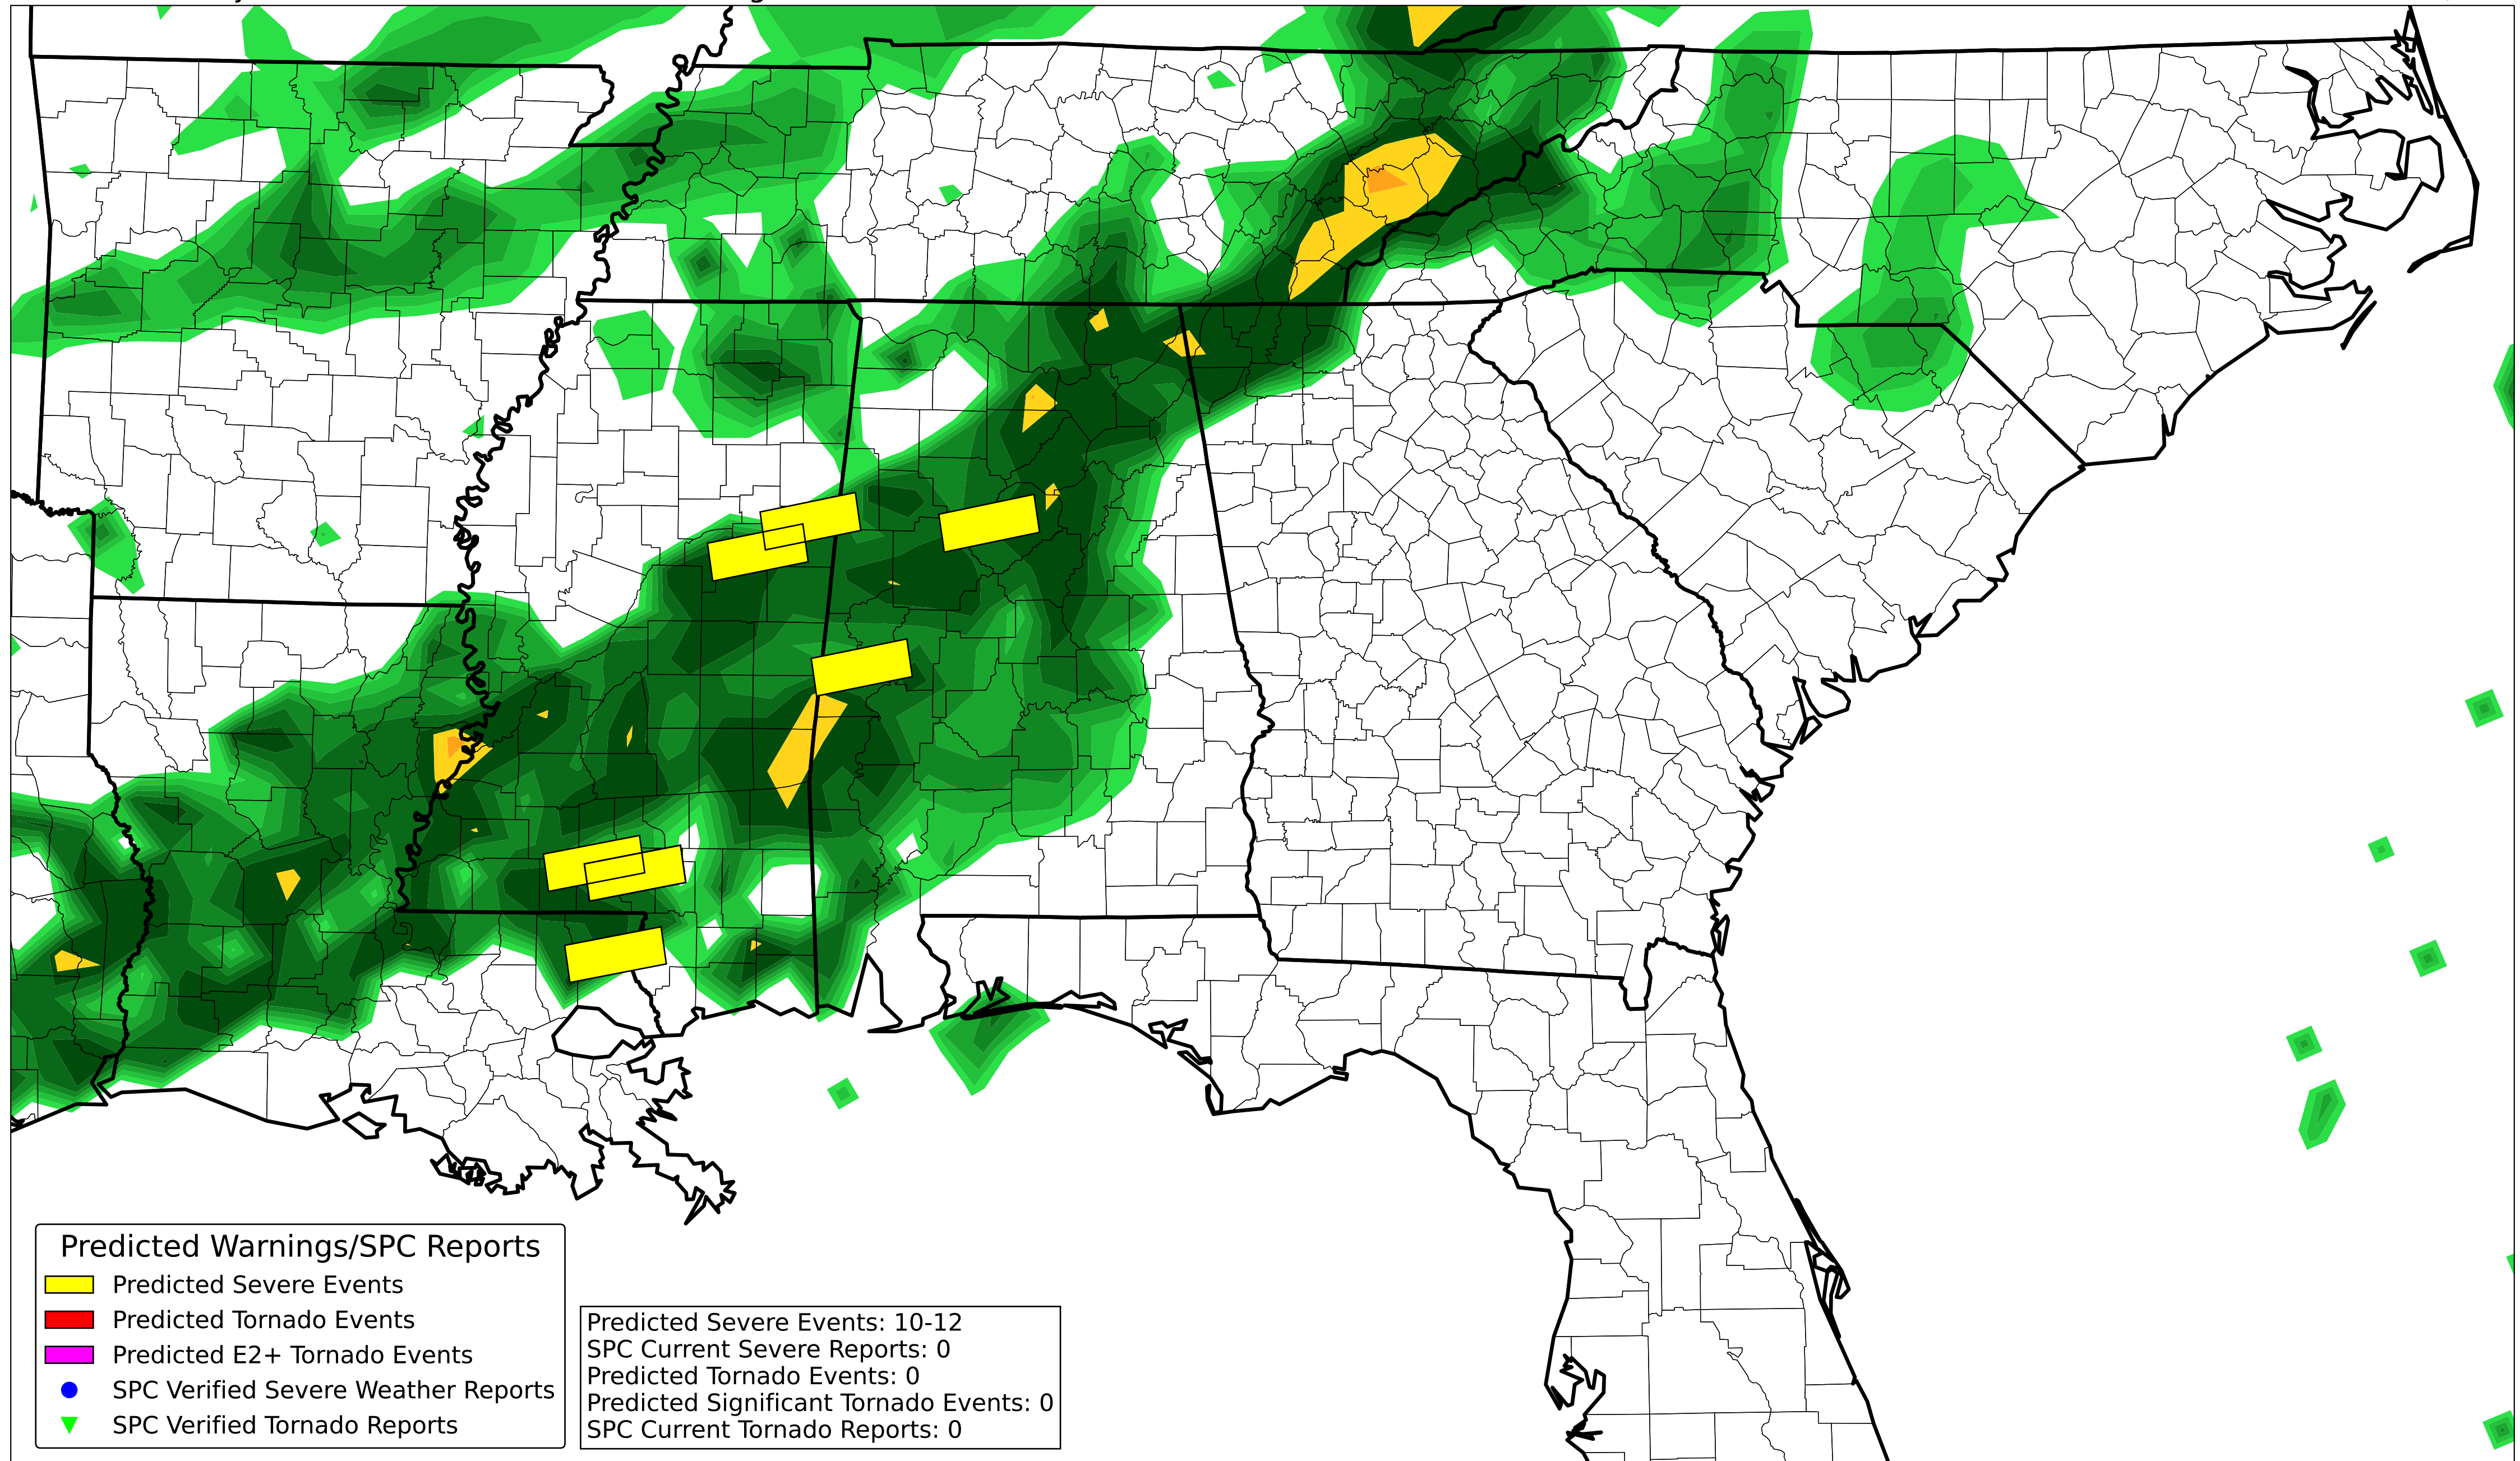 Predicted Warnings/SPC Reports
Predicted Severe Events
Predicted Tornado Events
Predicted E2+ Tornado Events
SPC Verified Severe Weather Reports
SPC Verified Tornado Reports
Predicted Severe Events: 10-12
SPC Current Severe Reports: 0
Predicted Tornado Events: 0
Predicted Significant Tornado Events: 0
SPC Current Tornado Reports: 0